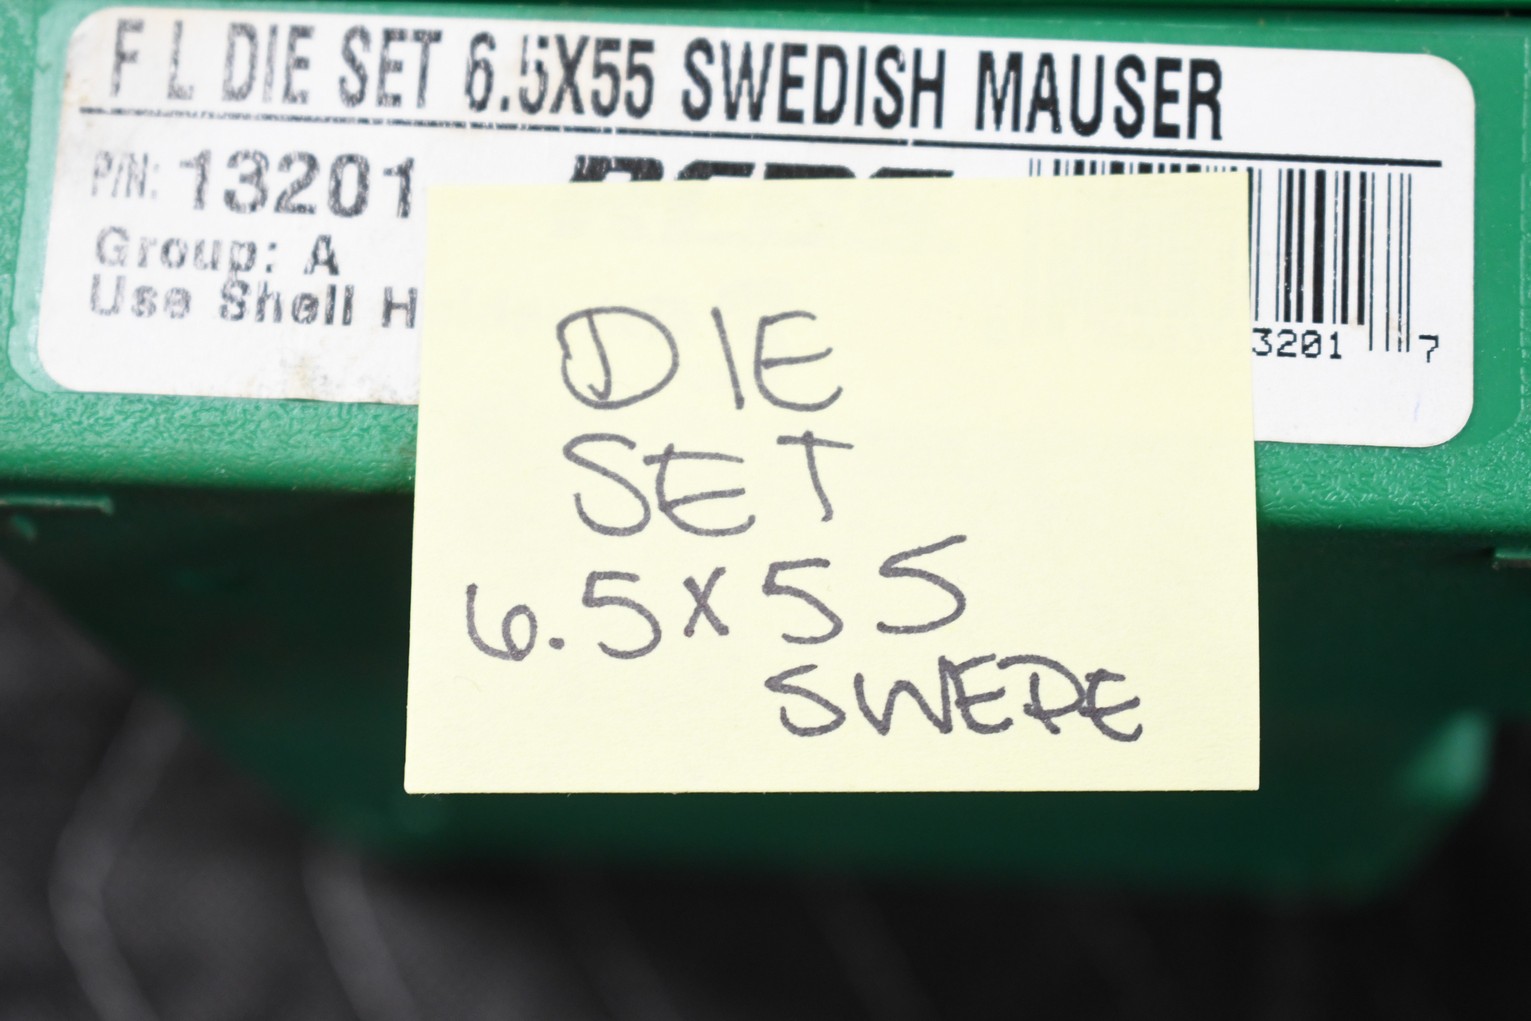 F L DIE SET 6.5X55 SWEDISH MAUSER
P/N: 13201
Group: A
Use Shell H
3201 7
DIE
SET
6.5x55
SWEDE